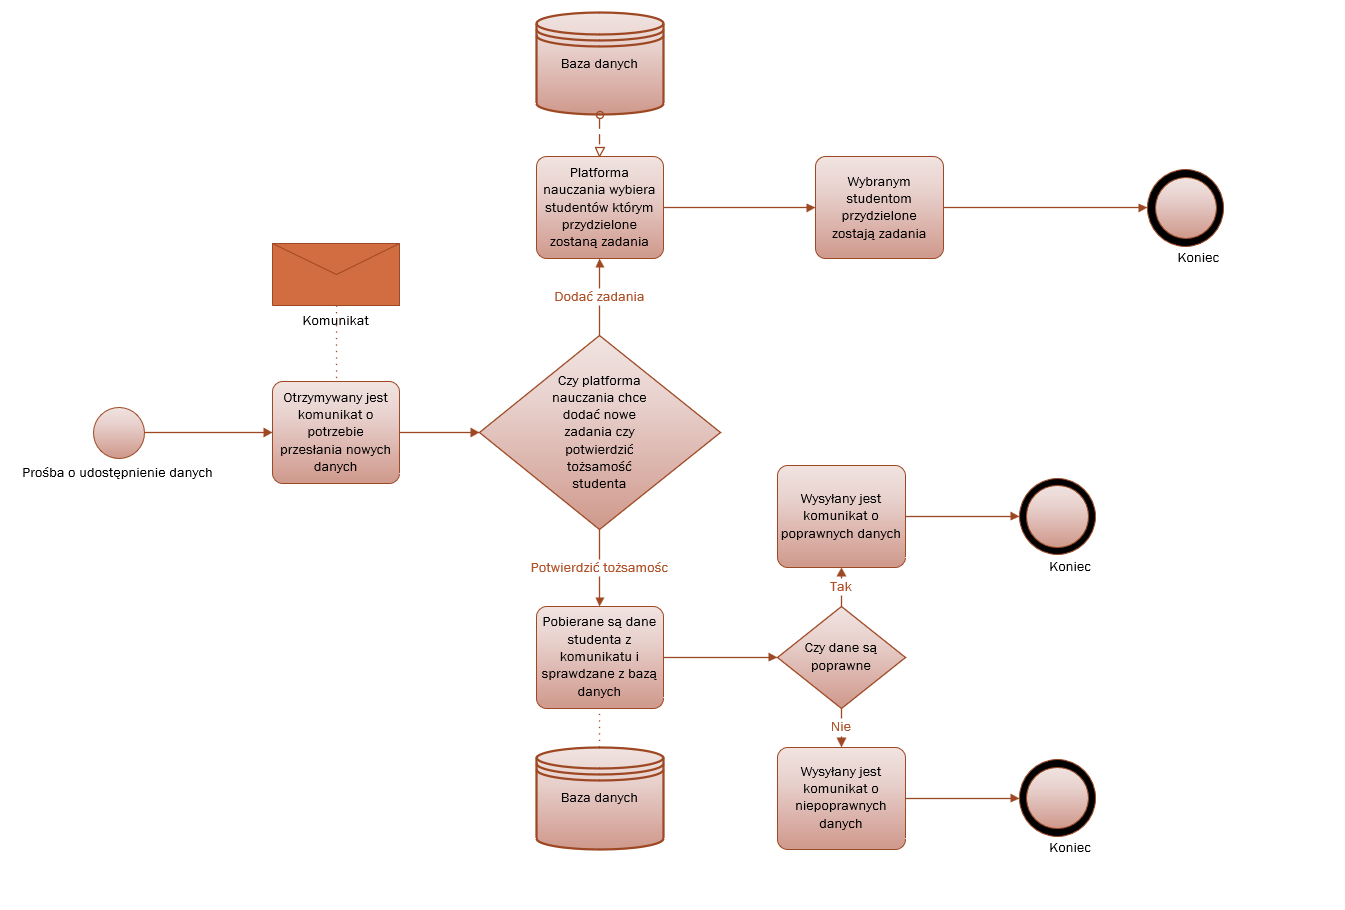 Baza danych
Platforma
nauczania wybiera
studentów którym
przydzielone
zostaną zadania
Wybranym
studentom
przydzielone
zostają zadania
Koniec
Dodać zadania
Komunikat
Otrzymywany jest
komunikat o
potrzebie
przesłania nowych
danych
Prośba o udostępnienie danych
Czy platforma
nauczania chce
dodać nowe
zadania czy
potwierdzić
tożsamość
studenta
Potwierdzić tożsamośc
Pobierane są dane
studenta z
komunikatu i
sprawdzane z bazą
danych
Baza danych
Czy dane są
poprawne
Tak
Wysyłany jest
komunikat o
poprawnych danych
Koniec
Nie
Wysyłany jest
komunikat o
niepoprawnych
danych
Koniec